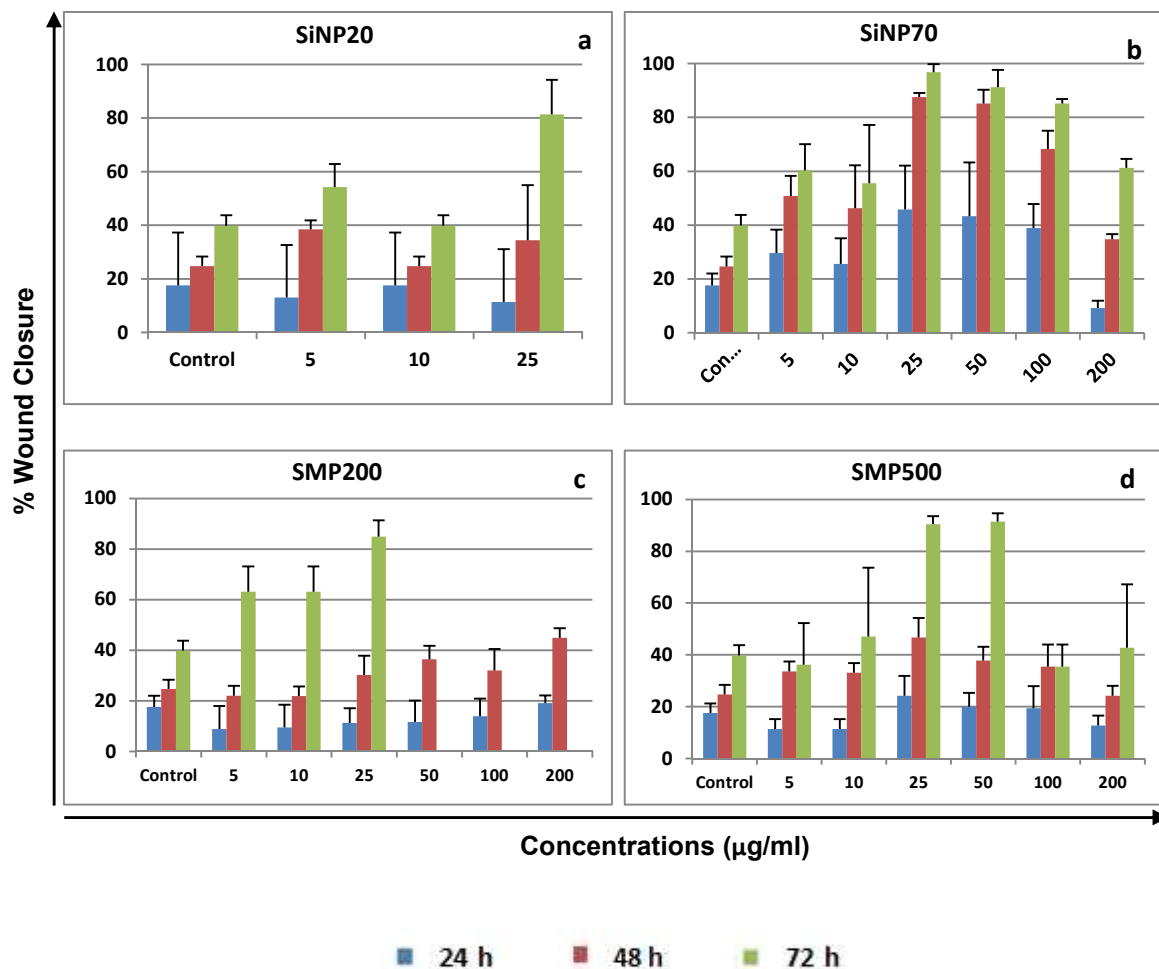 % Wound Closure
SiNP20
a
100
80
60
40
20
0
Control 5 10 25
SiNP70
b
100
80
60
40
20
0
Con... 5 10 25 50 100 200
SMP200
c
100
80
60
40
20
0
Control 5 10 25 50 100 200
SMP500
d
100
80
60
40
20
0
Control 5 10 25 50 100 200
Concentrations (µg/ml)
24 h 48 h 72 h